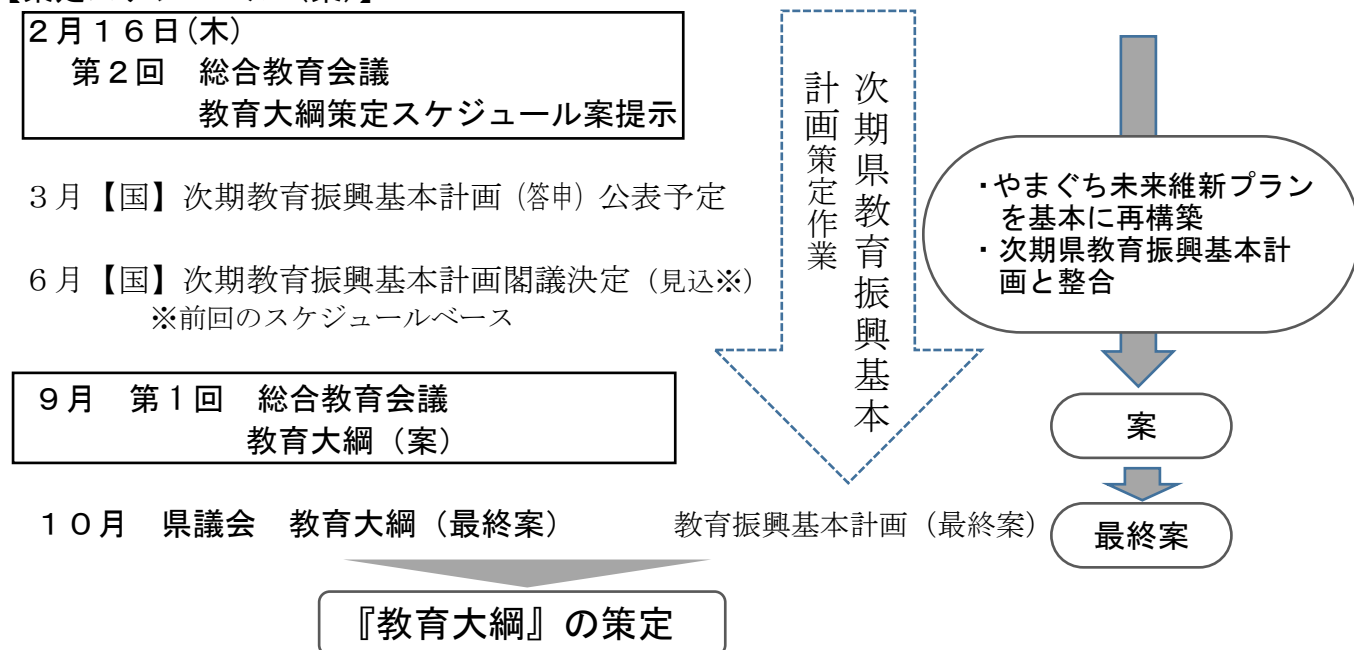 ２月１６日(木)
第２回　総合教育会議
教育大綱策定スケジュール案提示
３月【国】次期教育振興基本計画（答申）公表予定
６月【国】次期教育振興基本計画閣議決定（見込※）
※前回のスケジュールベース
９月　第１回　総合教育会議
教育大綱（案）
１０月　県議会　教育大綱（最終案）
教育振興基本計画（最終案）
『教育大綱』の策定
次期県教育振興基本
計画策定作業
・やまぐち未来維新プラン
を基本に再構築
・次期県教育振興基本計
画と整合
案
最終案